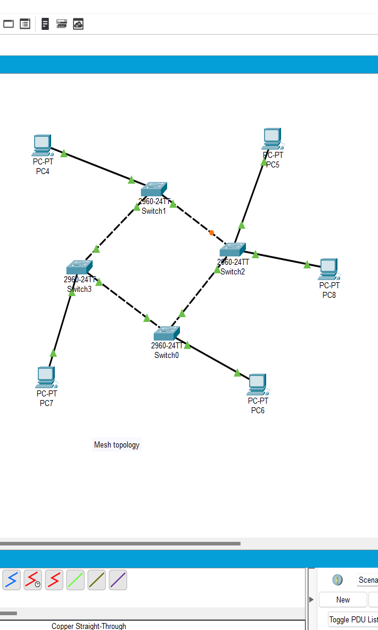 PC-PT
PC4
PC-PT
PC5
2960-24TT
Switch1
2960-24TT
Switch2
PC-PT
PC8
2960-24TT
Switch3
2960-24TT
Switch0
PC-PT
PC7
PC-PT
PC6
Mesh topology
Scena
New
Toggle PDU List
Copper Straight-Through